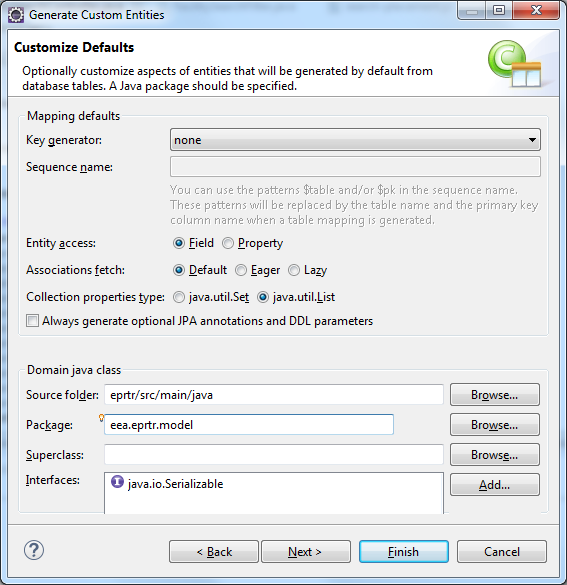 Generate Custom Entities
Customize Defaults
Optionally customize aspects of entities that will be generated by default from
database tables. A Java package should be specified.
Mapping defaults
Key generator: none
Sequence name:
You can use the patterns $table and/or $pk in the sequence name.
These patterns will be replaced by the table name and the primary key
column name when a table mapping is generated.
Entity access: Field Property
Associations fetch: Default Eager Lazy
Collection properties type: java.util.Set java.util.List
Always generate optional JPA annotations and DDL parameters
Domain java class
Source folder: eprtr/src/main/java Browse...
Package: eea.eprtr.model Browse...
Superclass: Browse...
Interfaces: java.io.Serializable Add...
< Back Next > Finish Cancel